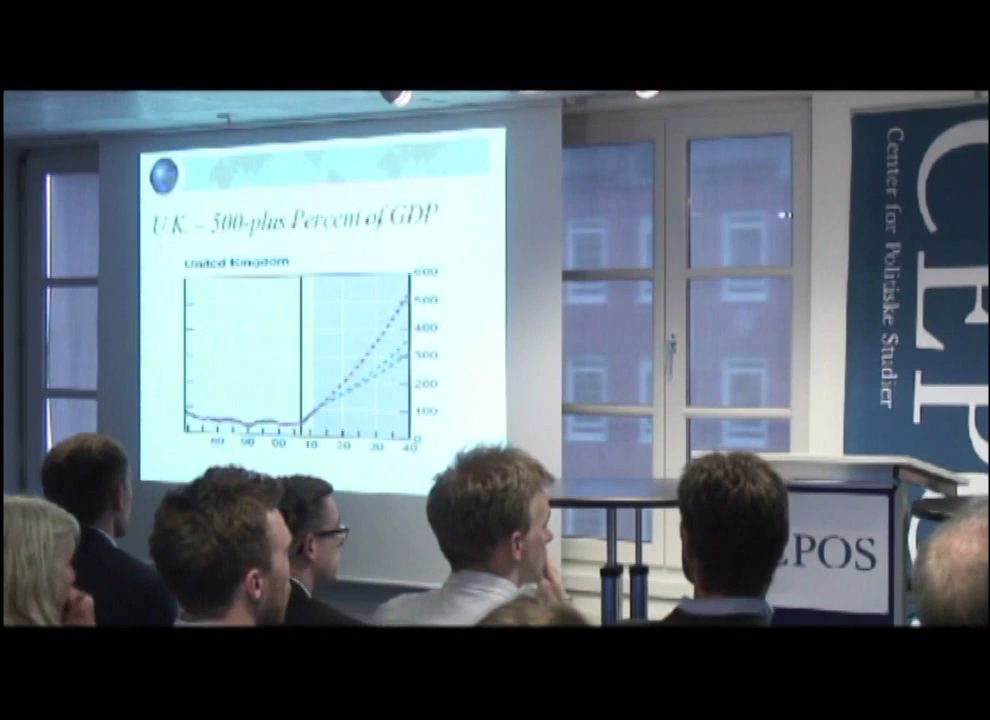 U.K. – 500-plus Percent of GDP
United Kingdom
600
500
400
300
200
100
0
80 90 00 10 20 30 40
Center for Politiske Studier
CEPO
EPOS